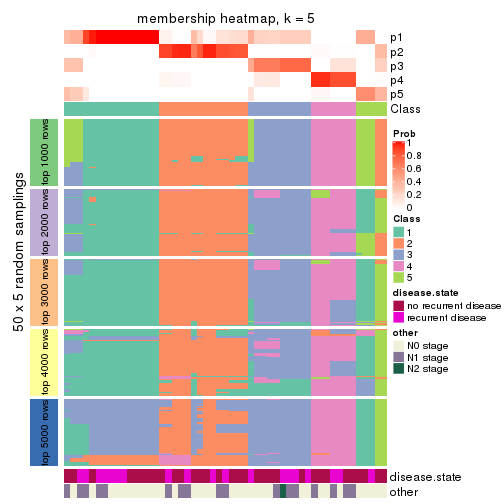 membership heatmap, k = 5
p1
p2
p3
p4
p5
Class
50 x 5 random samplings
top 1000 rows
top 2000 rows
top 3000 rows
top 4000 rows
top 5000 rows
disease.state
other
Prob
1
0.8
0.6
0.4
0.2
0
Class
1
2
3
4
5
disease.state
no recurrent disease
recurrent disease
other
N0 stage
N1 stage
N2 stage